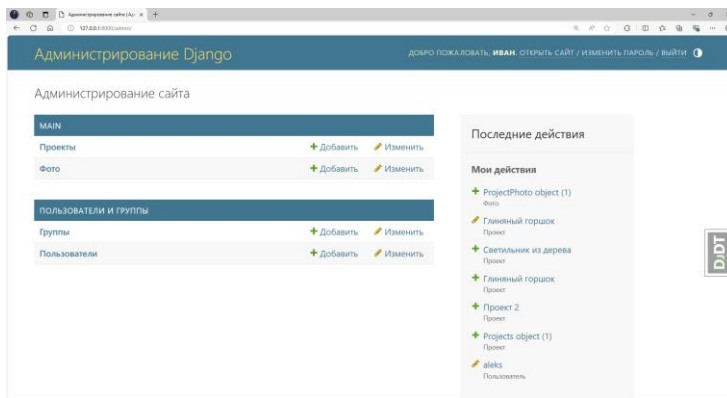 Администрирование сайта | Ад
127.0.0.1:8000/admin/
Администрирование Django
ДОБРО ПОЖАЛОВАТЬ, ИВАН. ОТКРЫТЬ САЙТ / ИЗМЕНИТЬ ПАРОЛЬ / ВЫЙТИ
Администрирование сайта
MAIN
Проекты Добавить Изменить
Фото Добавить Изменить
ПОЛЬЗОВАТЕЛИ И ГРУППЫ
Группы Добавить Изменить
Пользователи Добавить Изменить
Последние действия
Мои действия
ProjectPhoto object (1)
Фото
Глиняный горшок
Проект
Светильник из дерева
Проект
Глиняный горшок
Проект
Проект 2
Проект
Projects object (1)
Проект
aleks
Пользователь
DjDT